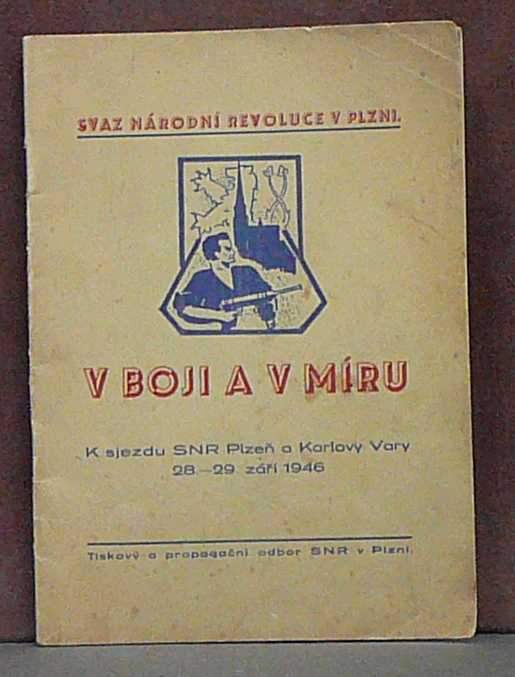 SVAZ NÁRODNÍ REVOLUCE V PLZNI.
V BOJI A V MÍRU
K sjezdu SNR Plzeň a Karlovy Vary
28.—29. září 1946
Tiskový a propagační odbor SNR v Plzni.